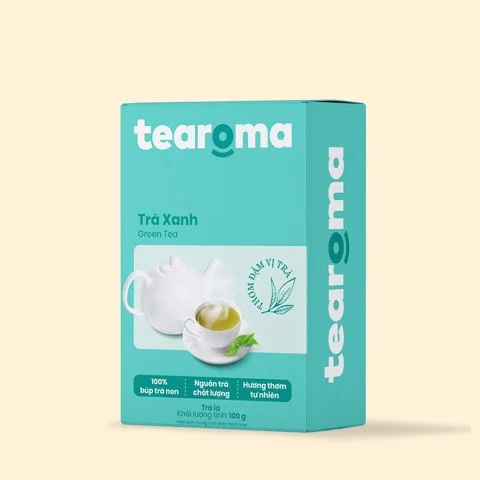 tearoma
Trà Xanh
Green Tea
THƠM ĐẬM VỊ TRÀ
100%
búp trà non
Nguồn trà
chất lượng
Hương thơm
tự nhiên
Trà lá
Khối lượng tịnh: 100 g
tearoma